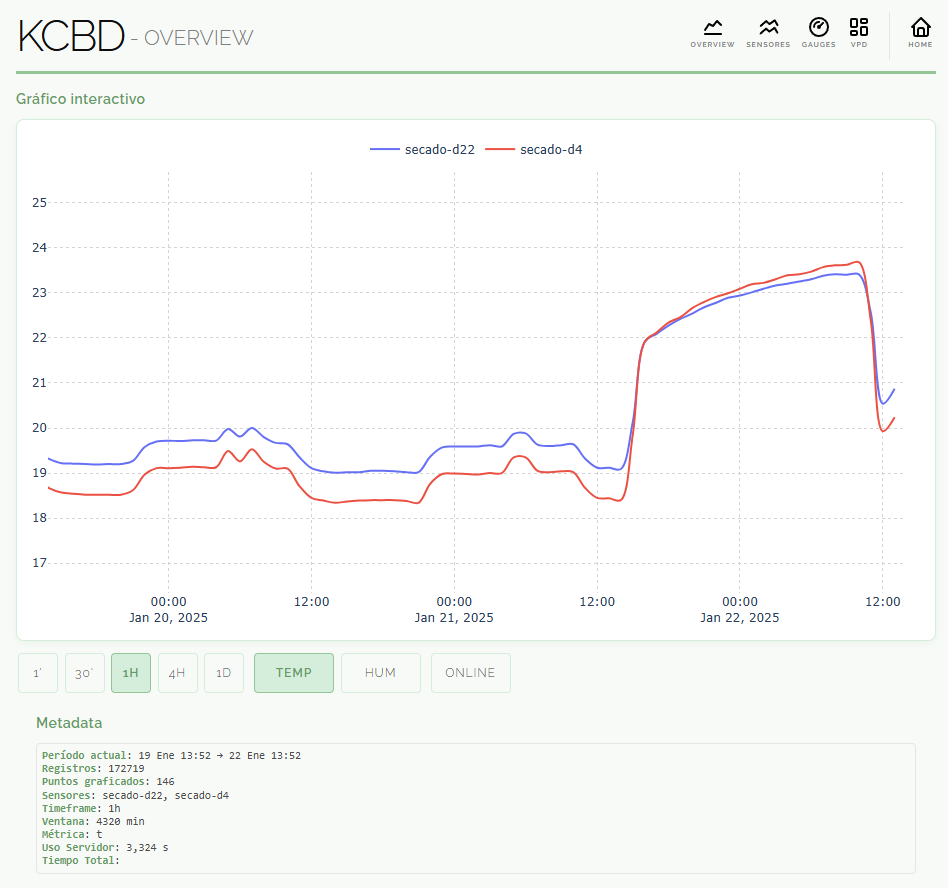 KCBD - OVERVIEW
OVERVIEW SENSORES GAUGES VPD HOME
Gráfico interactivo
secado-d22 secado-d4
25
24
23
22
21
20
19
18
17
00:00 12:00 00:00 12:00 00:00 12:00
Jan 20, 2025 Jan 21, 2025 Jan 22, 2025
1' 30' 1H 4H 1D TEMP HUM ONLINE
Metadata
Período actual: 19 Ene 13:52 → 22 Ene 13:52
Registros: 172719
Puntos graficados: 146
Sensores: secado-d22, secado-d4
Timeframe: 1h
Ventana: 4320 min
Métrica: t
Uso Servidor: 3,324 s
Tiempo Total: